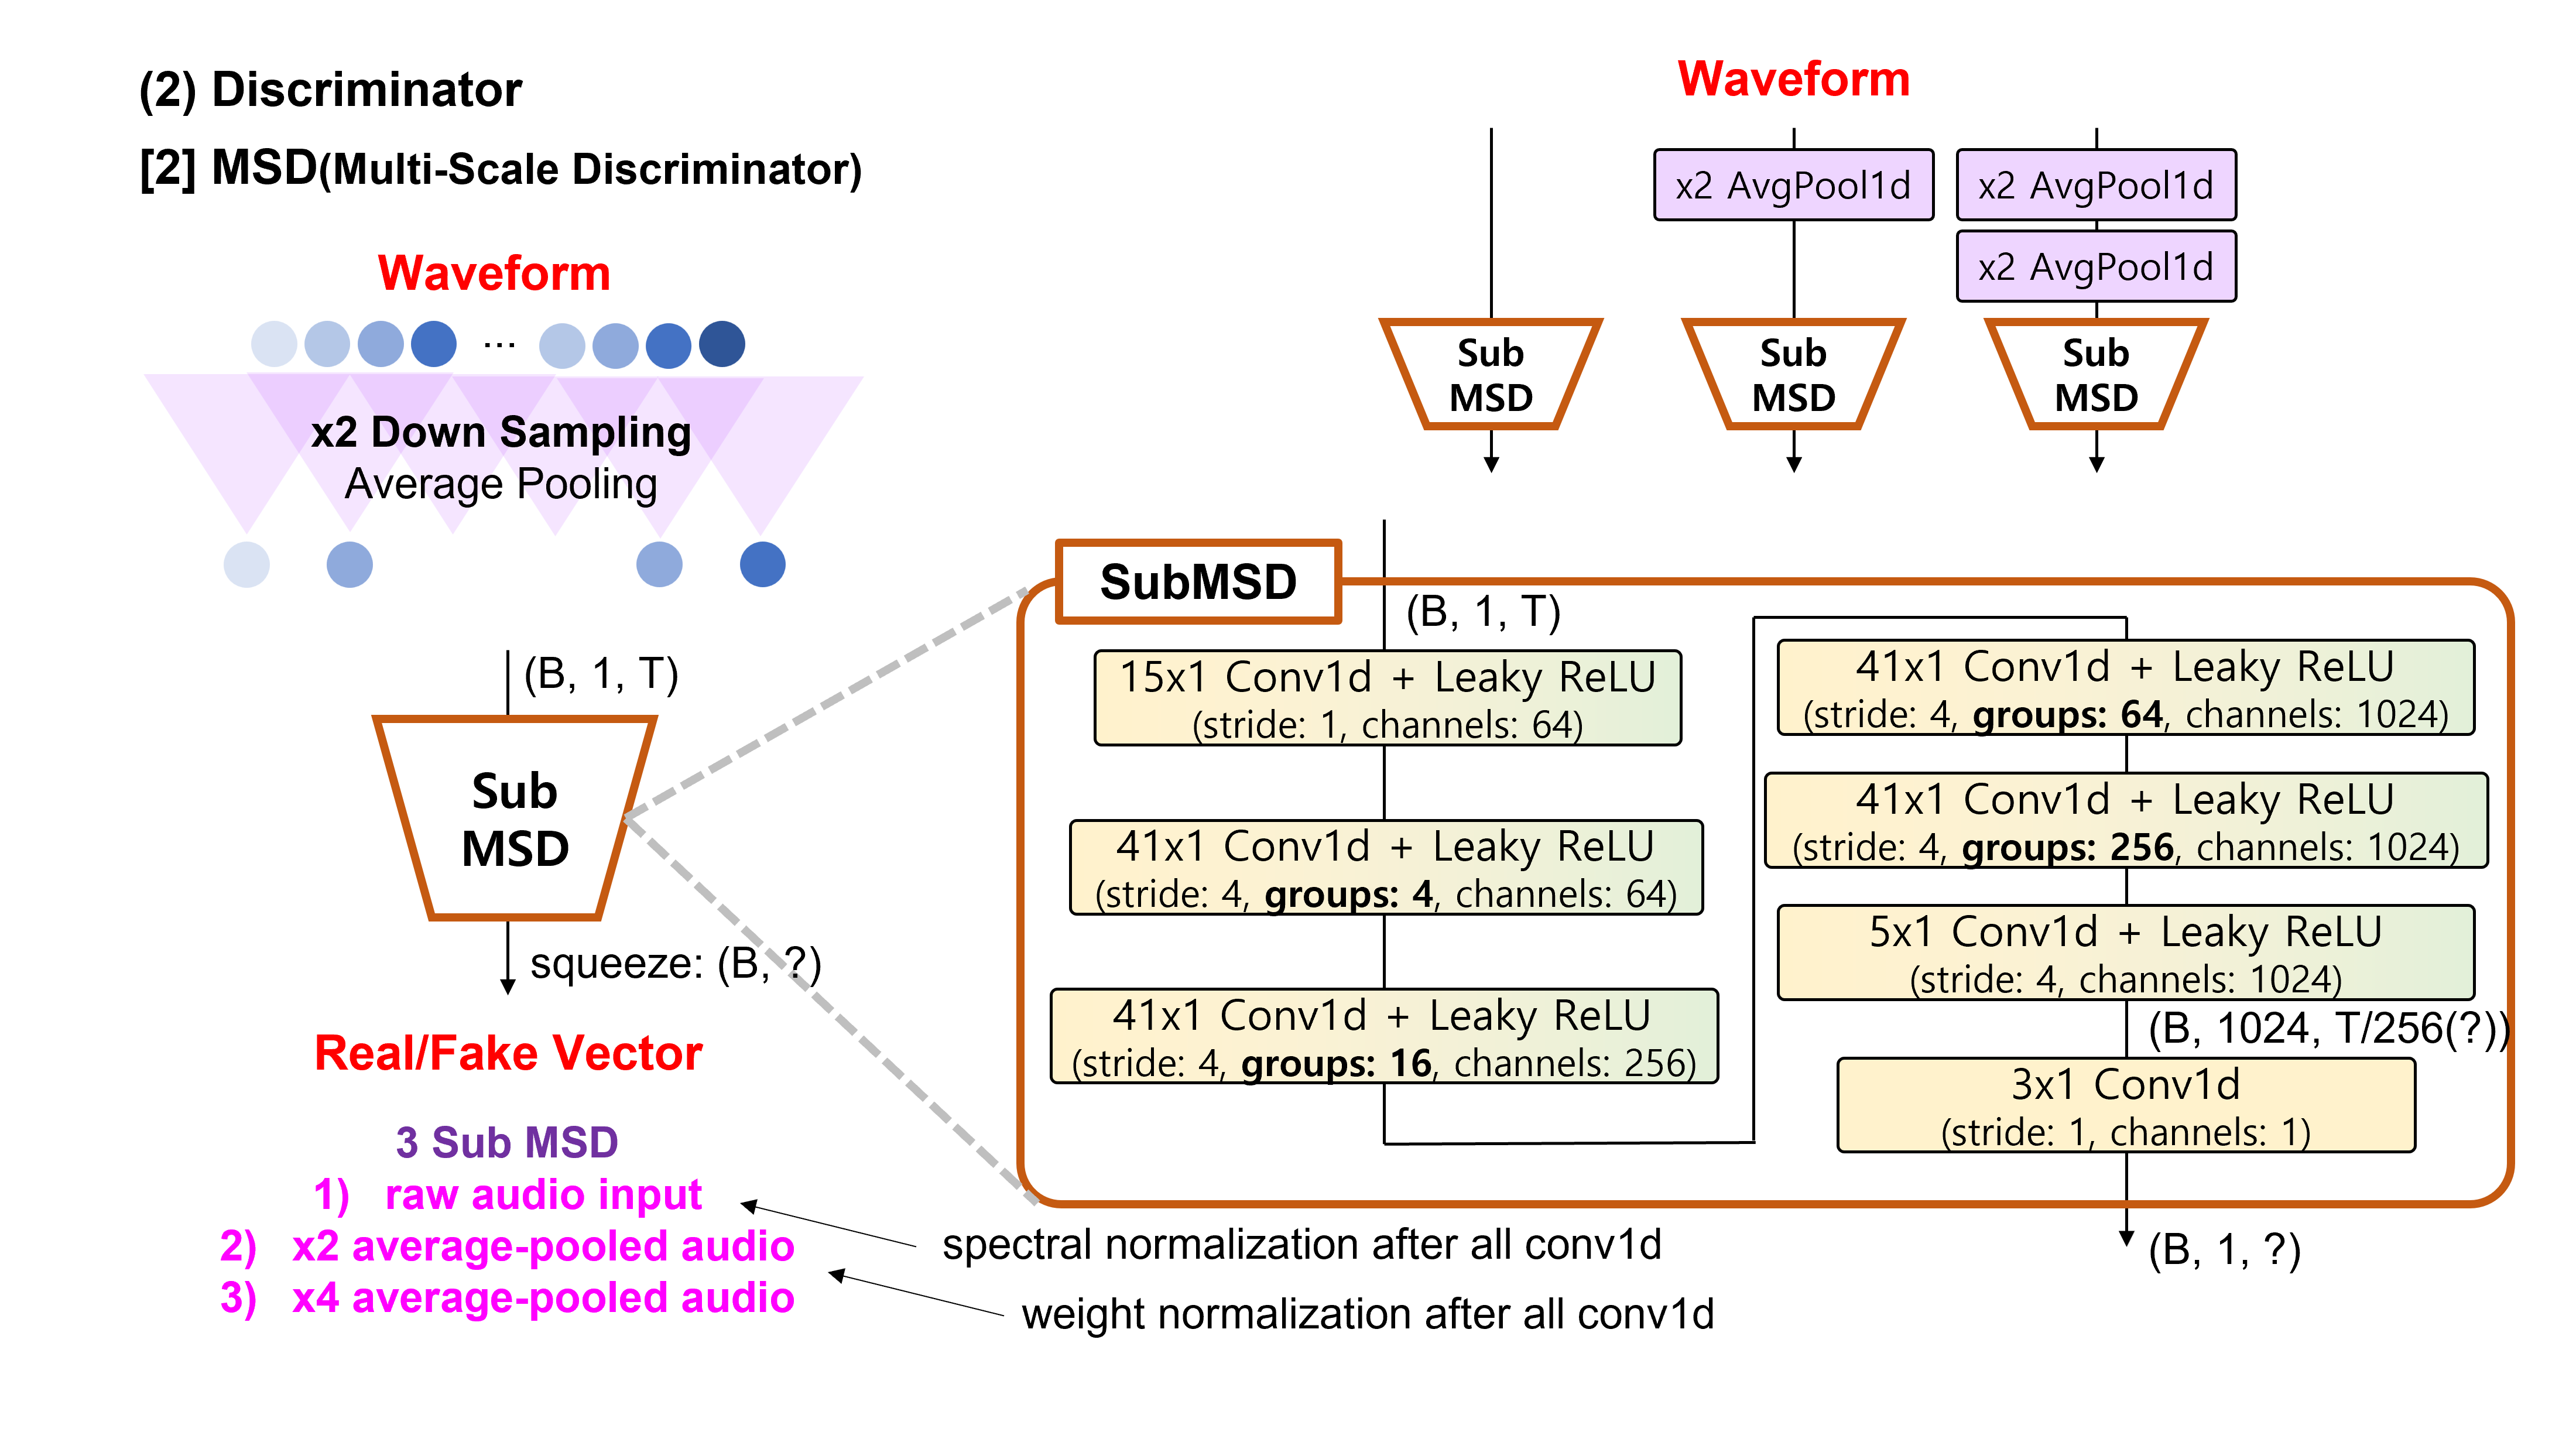 (2) Discriminator
[2] MSD(Multi-Scale Discriminator)
Waveform
...
x2 Down Sampling
Average Pooling
(B, 1, T)
Sub
MSD
squeeze: (B, ?)
Real/Fake Vector
3 Sub MSD
1) raw audio input
2) x2 average-pooled audio
3) x4 average-pooled audio
spectral normalization after all conv1d
weight normalization after all conv1d
Waveform
x2 AvgPool1d
x2 AvgPool1d
x2 AvgPool1d
Sub
MSD
Sub
MSD
Sub
MSD
SubMSD
(B, 1, T)
15x1 Conv1d + Leaky ReLU
(stride: 1, channels: 64)
41x1 Conv1d + Leaky ReLU
(stride: 4, groups: 4, channels: 64)
41x1 Conv1d + Leaky ReLU
(stride: 4, groups: 16, channels: 256)
41x1 Conv1d + Leaky ReLU
(stride: 4, groups: 64, channels: 1024)
41x1 Conv1d + Leaky ReLU
(stride: 4, groups: 256, channels: 1024)
5x1 Conv1d + Leaky ReLU
(stride: 4, channels: 1024)
(B, 1024, T/256(?))
3x1 Conv1d
(stride: 1, channels: 1)
(B, 1, ?)